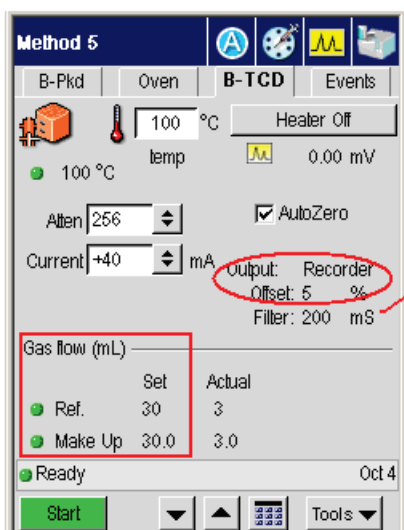 Method 5
B-Pkd Oven B-TCD Events
100 °C Heater Off
temp 0.00 mV
100 °C
Atten 256 AutoZero
Current +40 mA
Output: Recorder
Offset: 5 %
Filter: 200 mS
Gas flow (mL)
Set Actual
Ref. 30 3
Make Up 30.0 3.0
Ready Oct 4
Start Tools